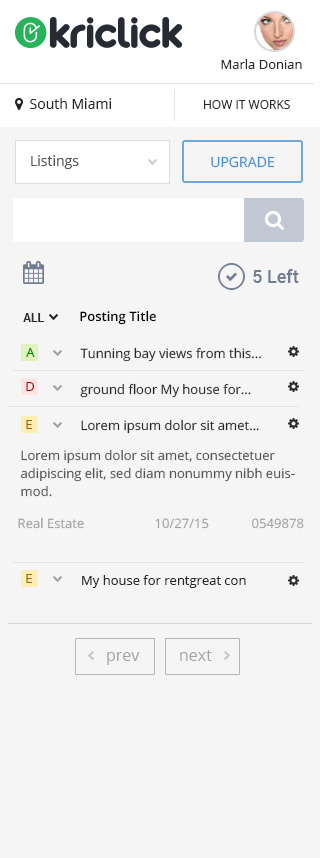 kriclick
Marla Donian
South Miami
HOW IT WORKS
Listings
UPGRADE
5 Left
ALL
Posting Title
A
Tunning bay views from this...
D
ground floor My house for...
E
Lorem ipsum dolor sit amet...
Lorem ipsum dolor sit amet, consectetuer
adipiscing elit, sed diam nonummy nibh euis-
mod.
Real Estate
10/27/15
0549878
E
My house for rentgreat con
prev
next